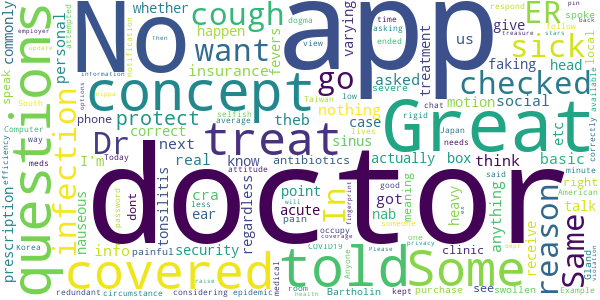 No
app
doctor
Great
concept
treat
told
Some
covered
questions
infection
cough
want
go
Dr
ER
sick
checked
reason
Same
In
protect
commonly
personal
speak
whether
happen
insurance
fevers
varying
asked
give
us
faking
head
social
motion
treatment
nothing
case
theb
phone
correct
I'm
next
real
know
antibiotics
sinus
actually
box
think
basic
etc
right
talk
anything
receive
meaning
heavy
got
nab
point
will
acute
pain
cra
ear
regardless
tonsilitis
nauseous
info
security
prescription
painful
clinic
purchase
see
swollen
Bartholin
Gland
American
Example
minute
correctly
available
local
follow
stars
treasure
respond
spoke
pin
time
asking
ended
view
severe
low
Taiwan
dogma
selfish
average
Then
update
employer
attempted
Notification
information
options
hippa
South
Computer
way
efficiency
meds
Today
dont
password
less
attitude
lives
chat
rigid
Japan
needs
said
good
someone
one
privacy
Please
Anyone
kept
occupy
coverage
fingerprint
COVID19
room
health
medical
epidemic
considering
raise
circumstance
redundant
Korea
violation
back
ex